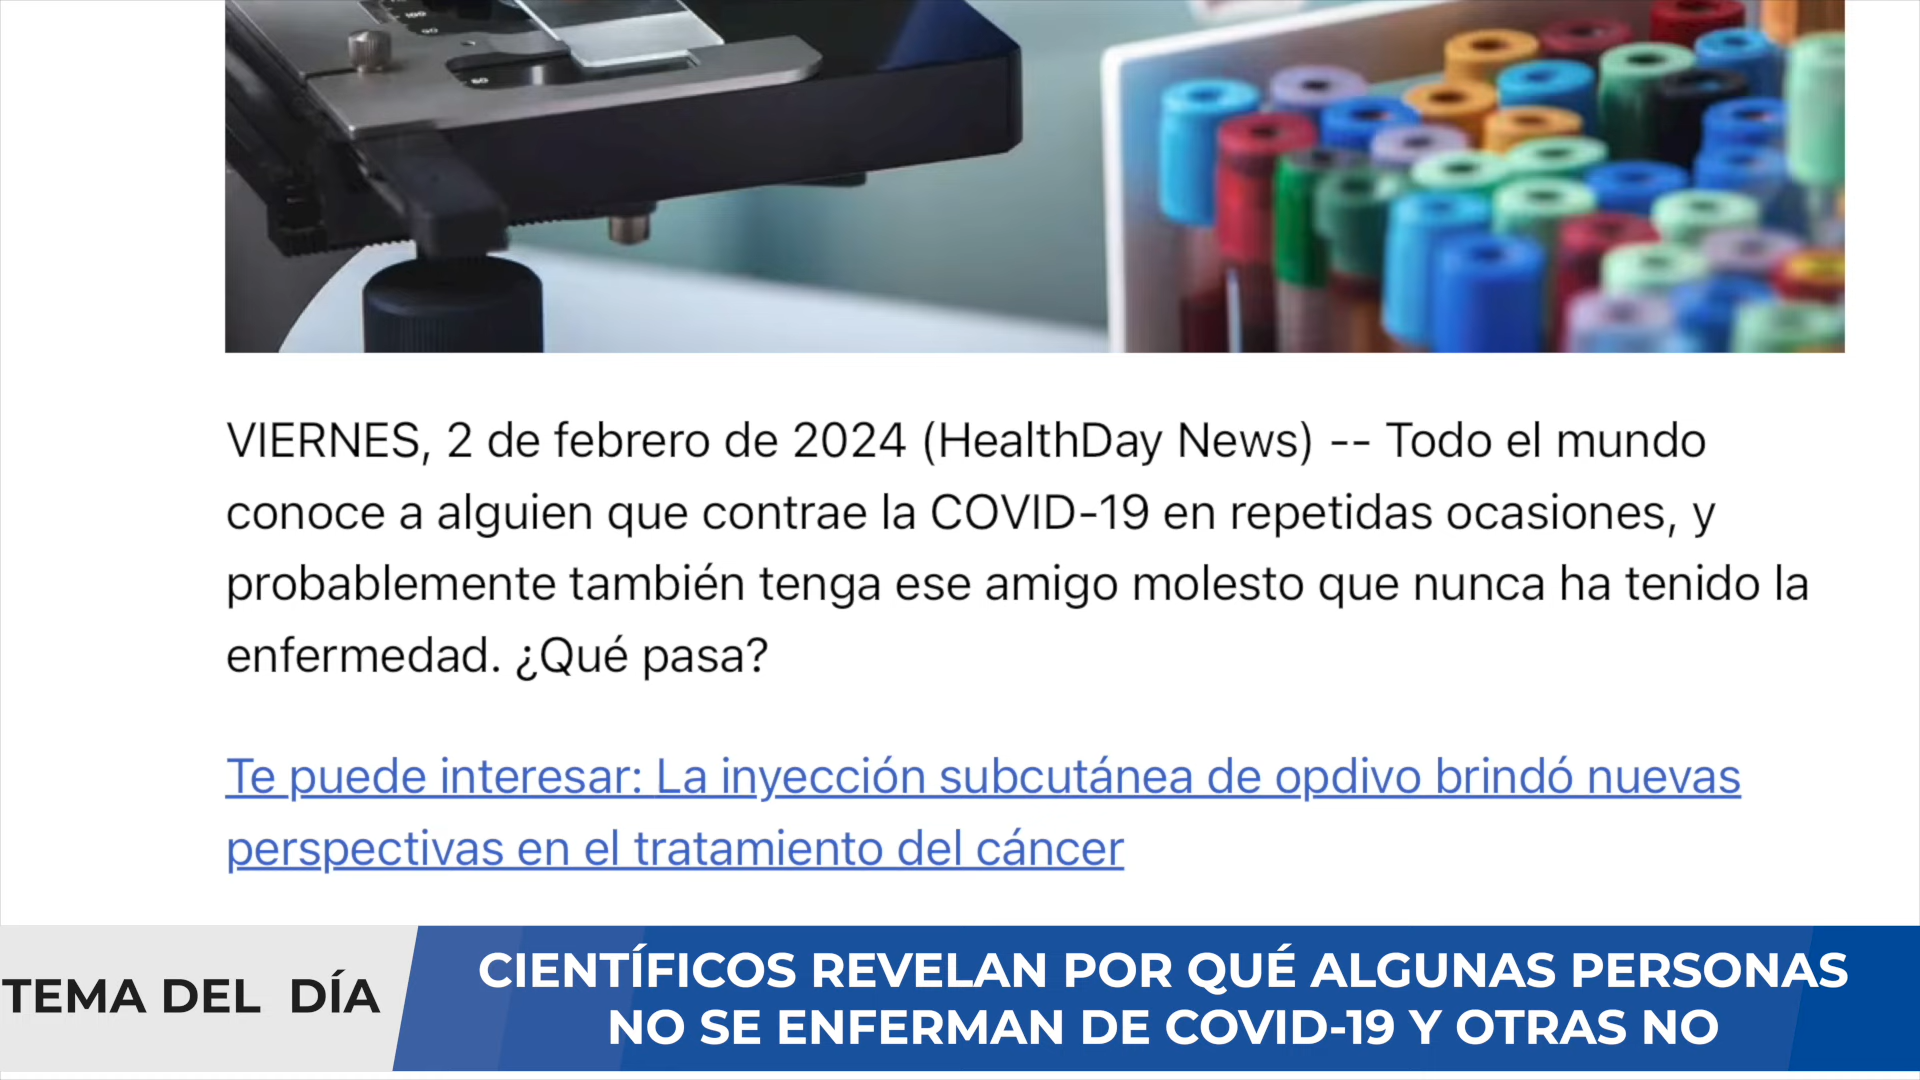 VIERNES, 2 de febrero de 2024 (HealthDay News) -- Todo el mundo
conoce a alguien que contrae la COVID-19 en repetidas ocasiones, y
probablemente también tenga ese amigo molesto que nunca ha tenido la
enfermedad. ¿Qué pasa?
Te puede interesar: La inyección subcutánea de opdivo brindó nuevas
perspectivas en el tratamiento del cáncer
TEMA DEL DÍA
CIENTÍFICOS REVELAN POR QUÉ ALGUNAS PERSONAS
NO SE ENFERMAN DE COVID-19 Y OTRAS NO